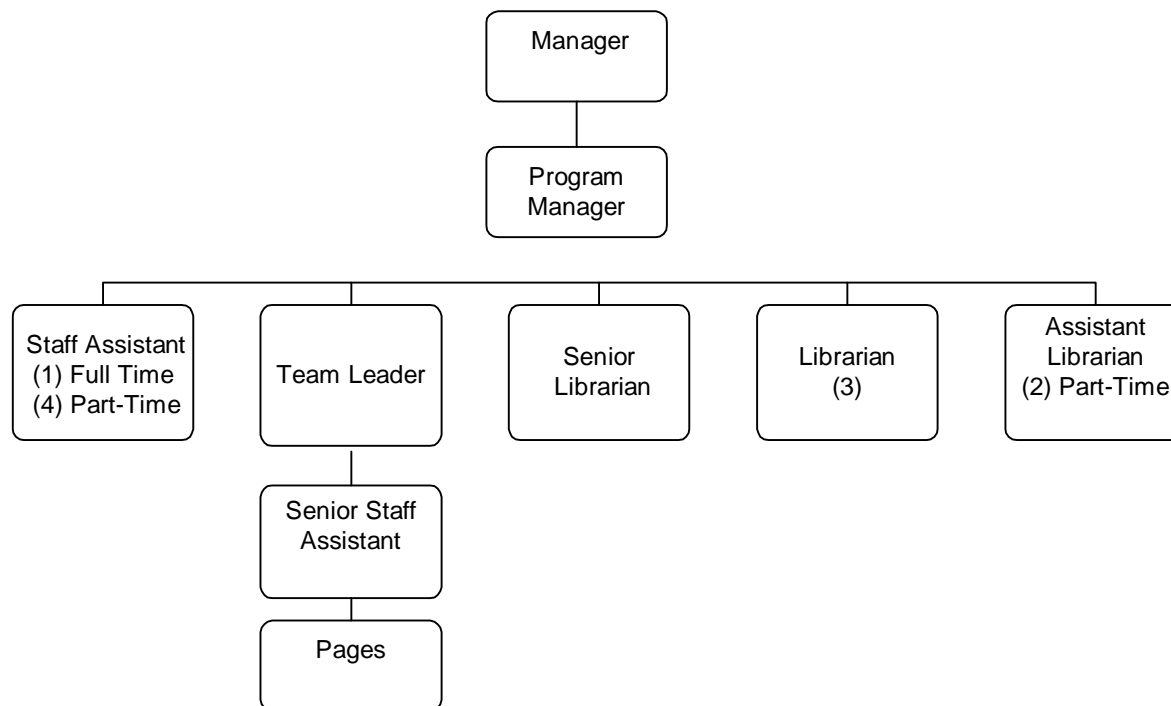 Manager
Program
Manager
Staff Assistant
(1) Full Time
(4) Part-Time
Team Leader
Senior
Librarian
Librarian
(3)
Assistant
Librarian
(2) Part-Time
Senior Staff
Assistant
Pages